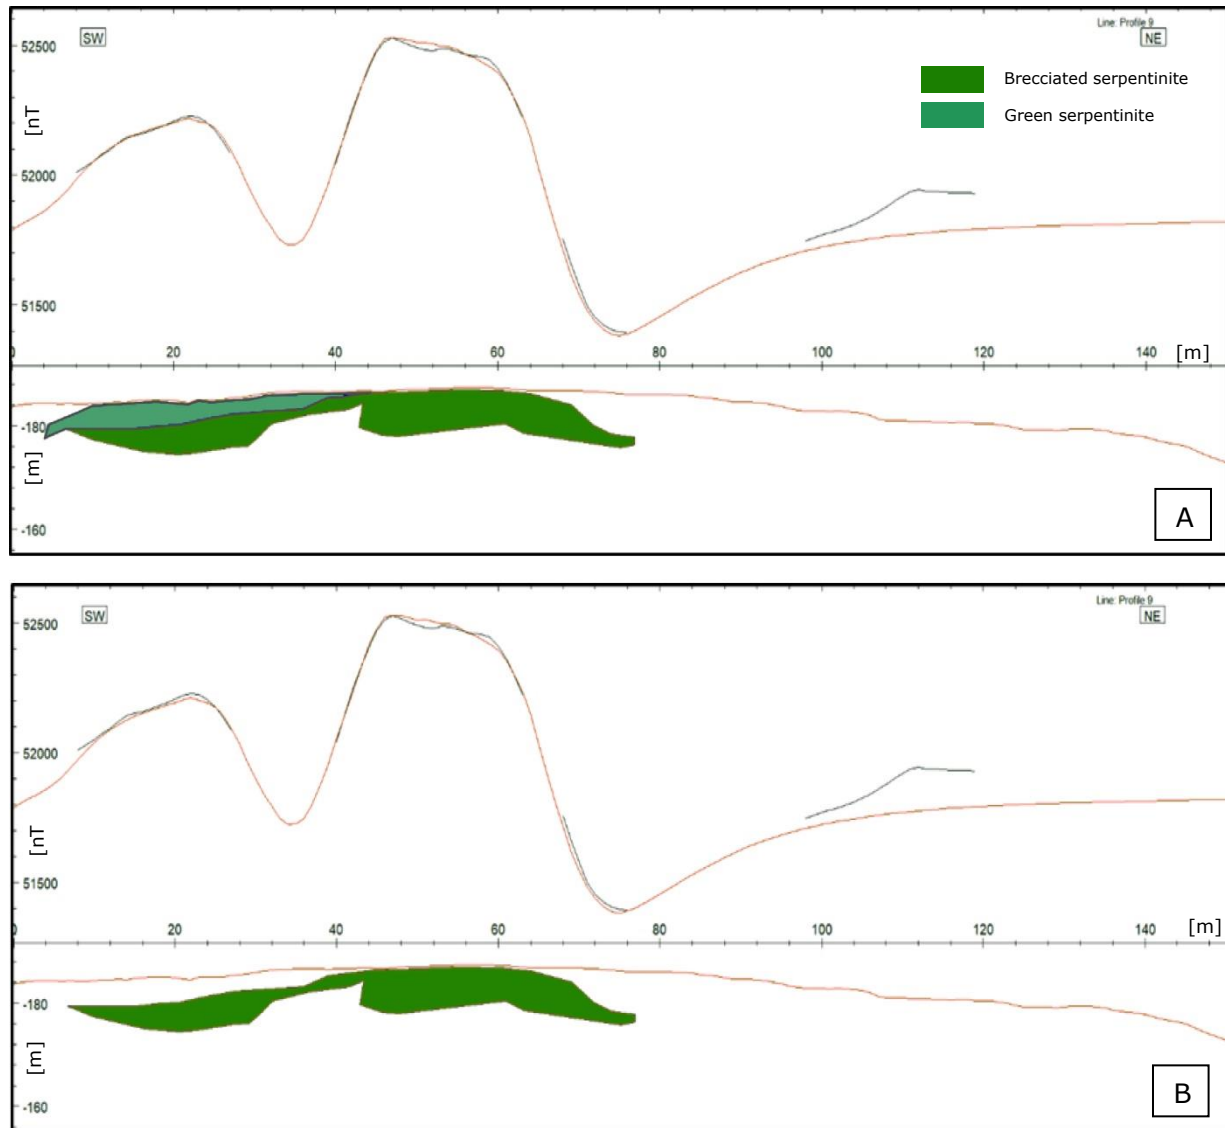 Line: Profile 9
52500
SW
NE
[nT
Brecciated serpentinite
Green serpentinite
52000
51500
0 20 40 60 80 100 120 140 [m]
-180
[m]
-160
A
Line: Profile 9
52500
SW
NE
52000
[nT
51500
0 20 40 60 80 100 120 140 [m]
-180
[m]
-160
B